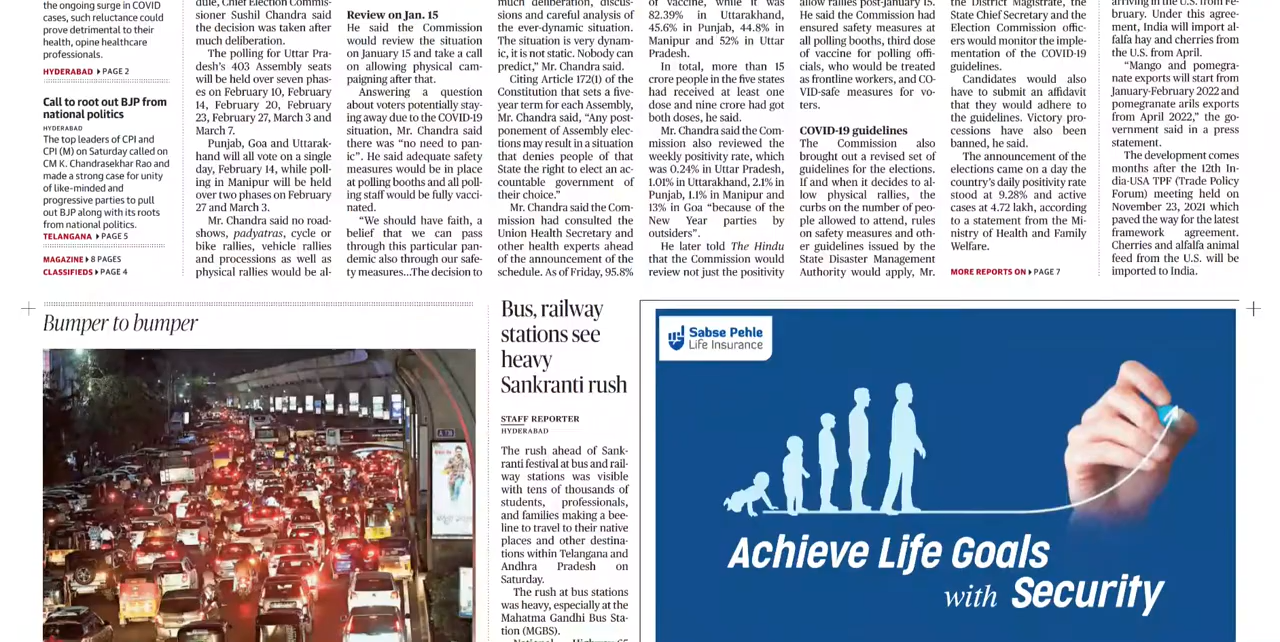 the ongoing surge in COVID
cases, such reluctance could
prove detrimental to their
health, opine healthcare
professionals.
HYDERABAD ▸ PAGE 2
Call to root out BJP from
national politics
HYDERABAD
The top leaders of CPI and
CPI (M) on Saturday called on
CM K. Chandrasekhar Rao and
made a strong case for unity
of like-minded and
progressive parties to pull
out BJP along with its roots
from national politics.
TELANGANA ▸ PAGE 5
MAGAZINE ▸ 8 PAGES
CLASSIFIEDS ▸ PAGE 4
dule, Chief Election Commis-
sioner Sushil Chandra said
the decision was taken after
much deliberation.
The polling for Uttar Pra-
desh's 403 Assembly seats
will be held over seven phas-
es on February 10, February
14, February 20, February
23, February 27, March 3 and
March 7.
Punjab, Goa and Uttarak-
hand will all vote on a single
day, February 14, while poll-
ing in Manipur will be held
over two phases on February
27 and March 3.
Mr. Chandra said no road-
shows, padyatras, cycle or
bike rallies, vehicle rallies
and processions as well as
physical rallies would be al-
Review on Jan. 15
He said the Commission
would review the situation
on January 15 and take a call
on allowing physical cam-
paigning after that.
Answering a question
about voters potentially stay-
ing away due to the COVID-19
situation, Mr. Chandra said
there was "no need to pan-
ic". He said adequate safety
measures would be in place
at polling booths and all poll-
ing staff would be fully vacci-
nated.
"We should have faith, a
belief that we can pass
through this particular pan-
demic also through our safe-
ty measures...The decision to
much deliberation, discus-
sions and careful analysis of
the ever-dynamic situation.
The situation is very dynam-
ic, it is not static. Nobody can
predict," Mr. Chandra said.
Citing Article 172(1) of the
Constitution that sets a five-
year term for each Assembly,
Mr. Chandra said, "Any post-
ponement of Assembly elec-
tions may result in a situation
that denies people of that
State the right to elect an ac-
countable government of
their choice."
Mr. Chandra said the Com-
mission had consulted the
Union Health Secretary and
other health experts ahead
of the announcement of the
schedule. As of Friday, 95.8%
of vaccine, while it was
82.39% in Uttarakhand,
45.6% in Punjab, 44.8% in
Manipur and 52% in Uttar
Pradesh.
In total, more than 15
crore people in the five states
had received at least one
dose and nine crore had got
both doses, he said.
Mr. Chandra said the Com-
mission also reviewed the
weekly positivity rate, which
was 0.24% in Uttar Pradesh,
1.01% in Uttarakhand, 2.1% in
Punjab, 1.1% in Manipur and
13% in Goa "because of the
New Year parties by
outsiders".
He later told The Hindu
that the Commission would
review not just the positivity
allow rallies post-January 15.
He said the Commission had
ensured safety measures at
all polling booths, third dose
of vaccine for polling offi-
cials, who would be treated
as frontline workers, and CO-
VID-safe measures for vo-
ters.
COVID-19 guidelines
The Commission also
brought out a revised set of
guidelines for the elections.
If and when it decides to al-
low physical rallies, the
curbs on the number of peo-
ple allowed to attend, rules
on safety measures and oth-
er guidelines issued by the
State Disaster Management
Authority would apply, Mr.
the District Magistrate, the
State Chief Secretary and the
Election Commission offic-
ers would monitor the imple-
mentation of the COVID-19
guidelines.
Candidates would also
have to submit an affidavit
that they would adhere to
the guidelines. Victory pro-
cessions have also been
banned, he said.
The announcement of the
elections came on a day the
country's daily positivity rate
stood at 9.28% and active
cases at 4.72 lakh, according
to a statement from the Mi-
nistry of Health and Family
Welfare.
MORE REPORTS ON ▸ PAGE 7
arriving in the U.S. from Fe-
bruary. Under this agree-
ment, India will import al-
falfa hay and cherries from
the U.S. from April.
"Mango and pomegra-
nate exports will start from
January-February 2022 and
pomegranate arils exports
from April 2022," the go-
vernment said in a press
statement.
The development comes
months after the 12th In-
dia-USA TPF (Trade Policy
Forum) meeting held on
November 23, 2021 which
paved the way for the latest
framework agreement.
Cherries and alfalfa animal
feed from the U.S. will be
imported to India.
Bumper to bumper
Bus, railway
stations see
heavy
Sankranti rush
STAFF REPORTER
HYDERABAD
The rush ahead of Sank-
ranti festival at bus and rail-
way stations was visible
with tens of thousands of
students, professionals,
and families making a bee-
line to travel to their native
places and other destina-
tions within Telangana and
Andhra Pradesh on
Saturday.
The rush at bus stations
was heavy, especially at the
Mahatma Gandhi Bus Sta-
tion (MGBS).
Sabse Pehle
Life Insurance
Achieve Life Goals
with Security